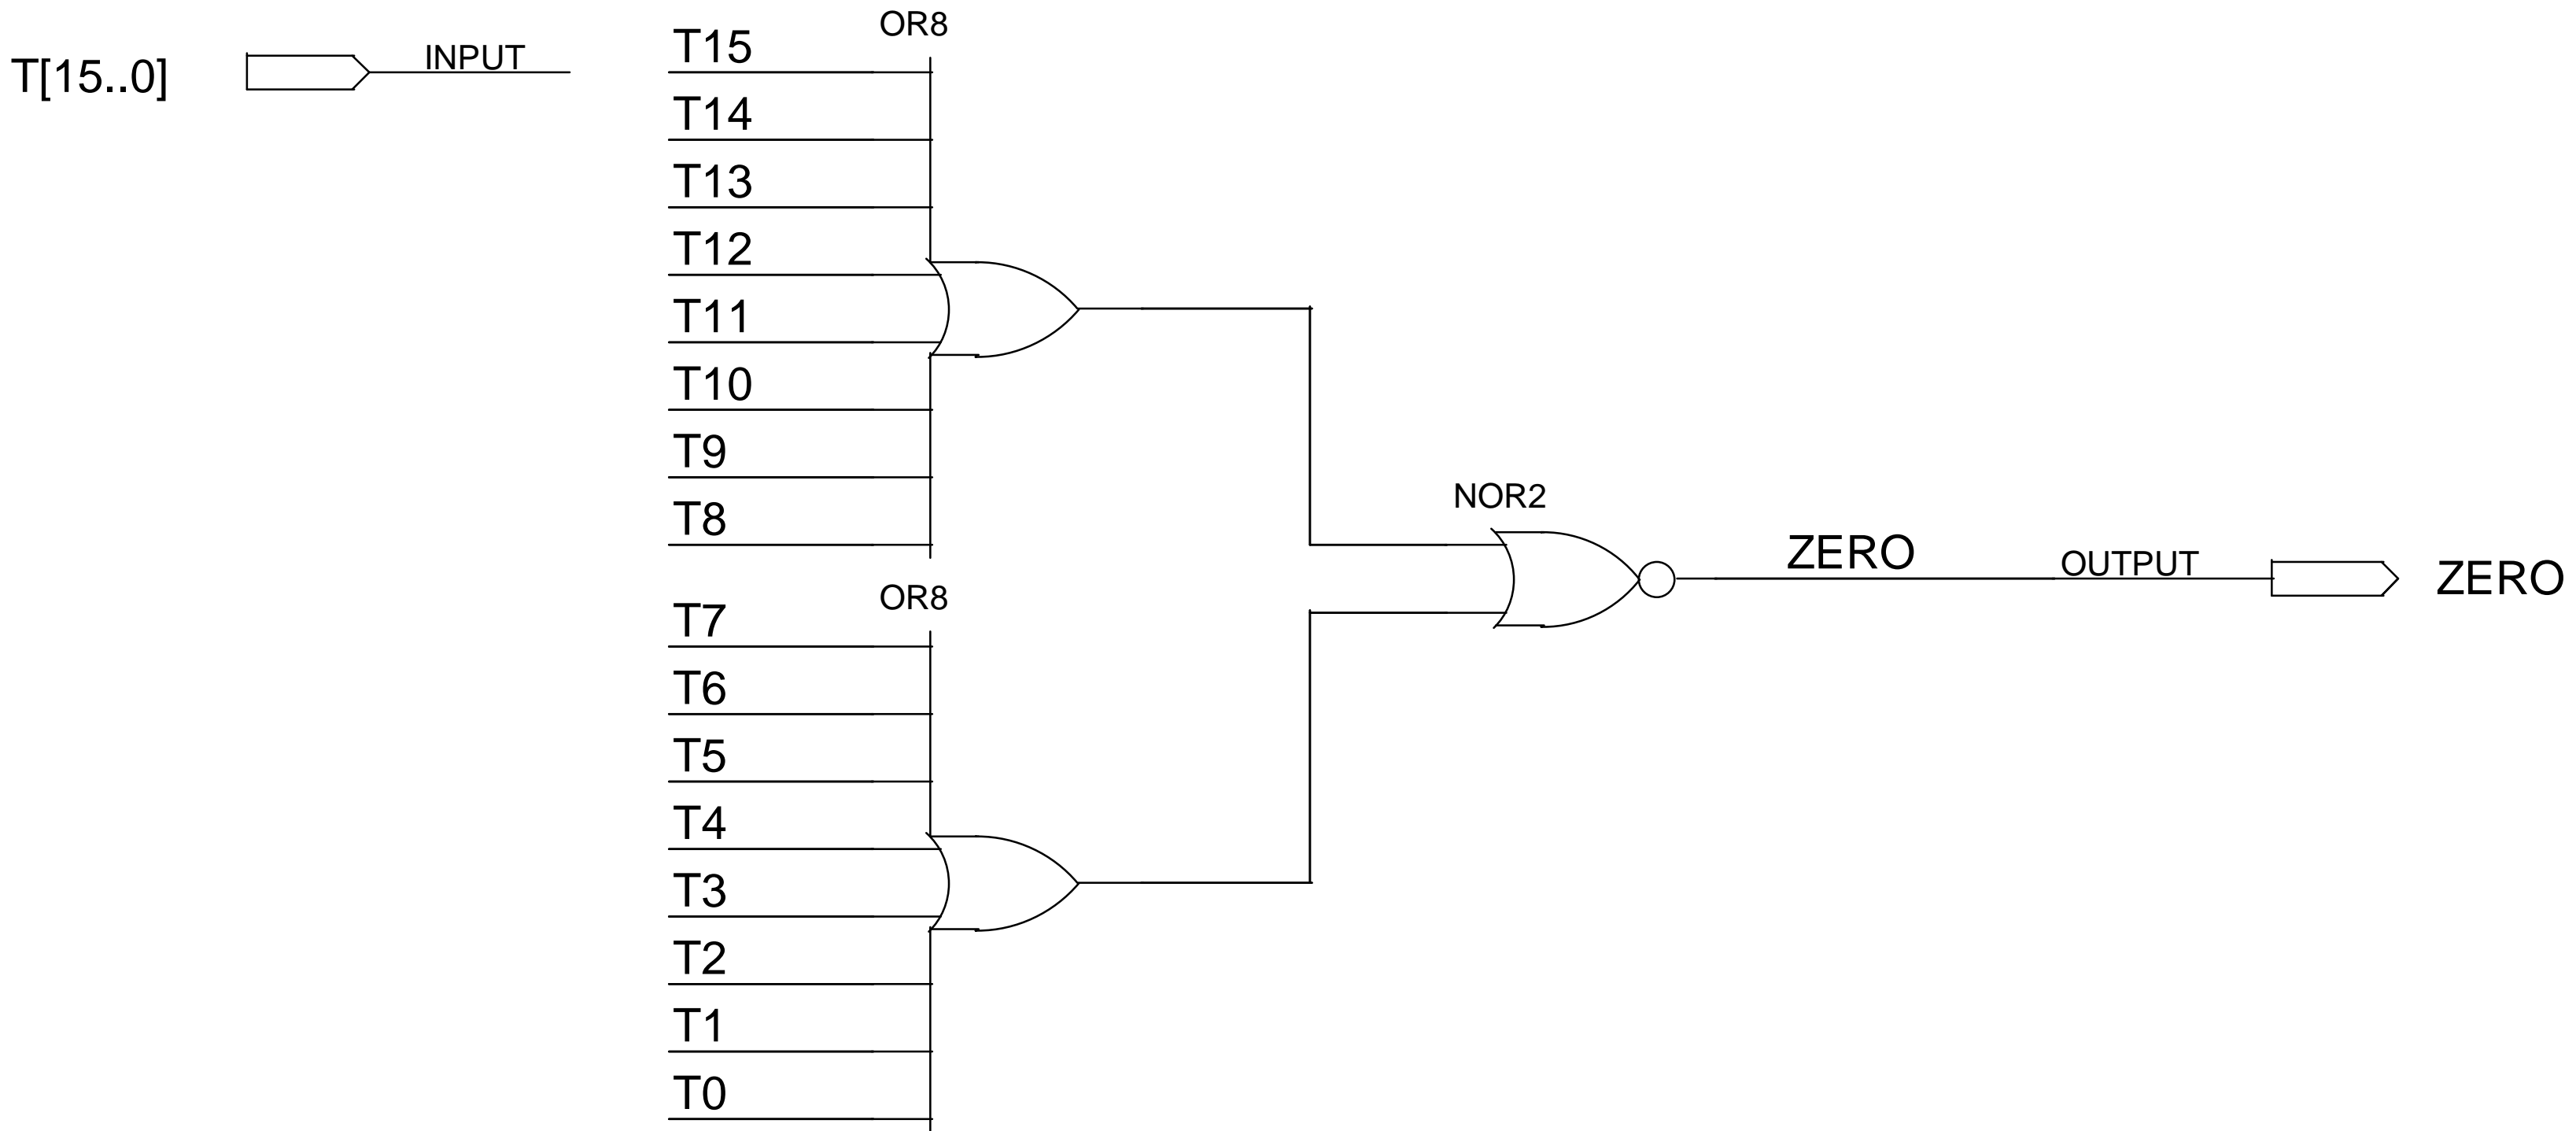 T[15..0]
INPUT
OR8
T15
T14
T13
T12
T11
T10
T9
T8
OR8
T7
T6
T5
T4
T3
T2
T1
T0
NOR2
ZERO
OUTPUT
ZERO